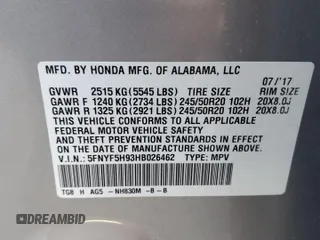 MFD. BY HONDA MFG. OF ALABAMA, LLC
07/'17
GVWR 2515 KG(5545 LBS) TIRE SIZE RIM SIZE
GAWR F 1240 KG(2734 LBS) 245/50R20 102H 20X8.0J
GAWR R 1325 KG(2921 LBS) 245/50R20 102H 20X8.0J
THIS VEHICLE CONFORMS TO ALL APPLICABLE
FEDERAL MOTOR VEHICLE SAFETY AND THEFT
PREVENTION STANDARDS IN EFFECT ON THE DATE OF
MANUFACTURE SHOWN ABOVE.
V.I.N: 5FNYF5H93HB026462 TYPE: MPV
TG8 H AG5 -NH830M -B-B
IDEAL.BID